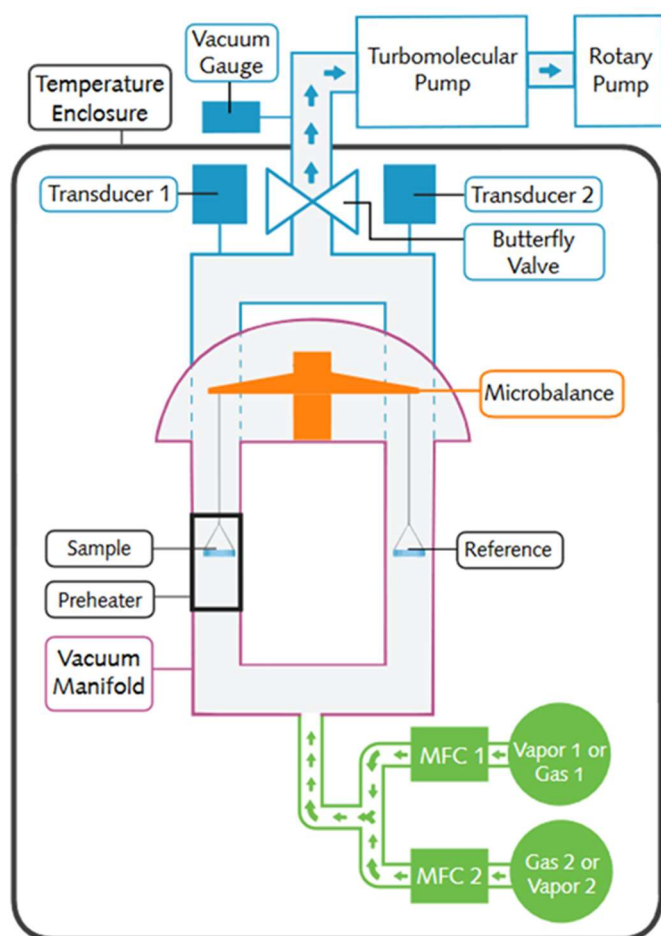 Vacuum
Gauge
Turbomolecular
Pump
Rotary
Pump
Temperature
Enclosure
Transducer 1
Transducer 2
Butterfly
Valve
Microbalance
Sample
Reference
Preheater
Vacuum
Manifold
MFC 1
Vapor 1 or
Gas 1
MFC 2
Gas 2 or
Vapor 2